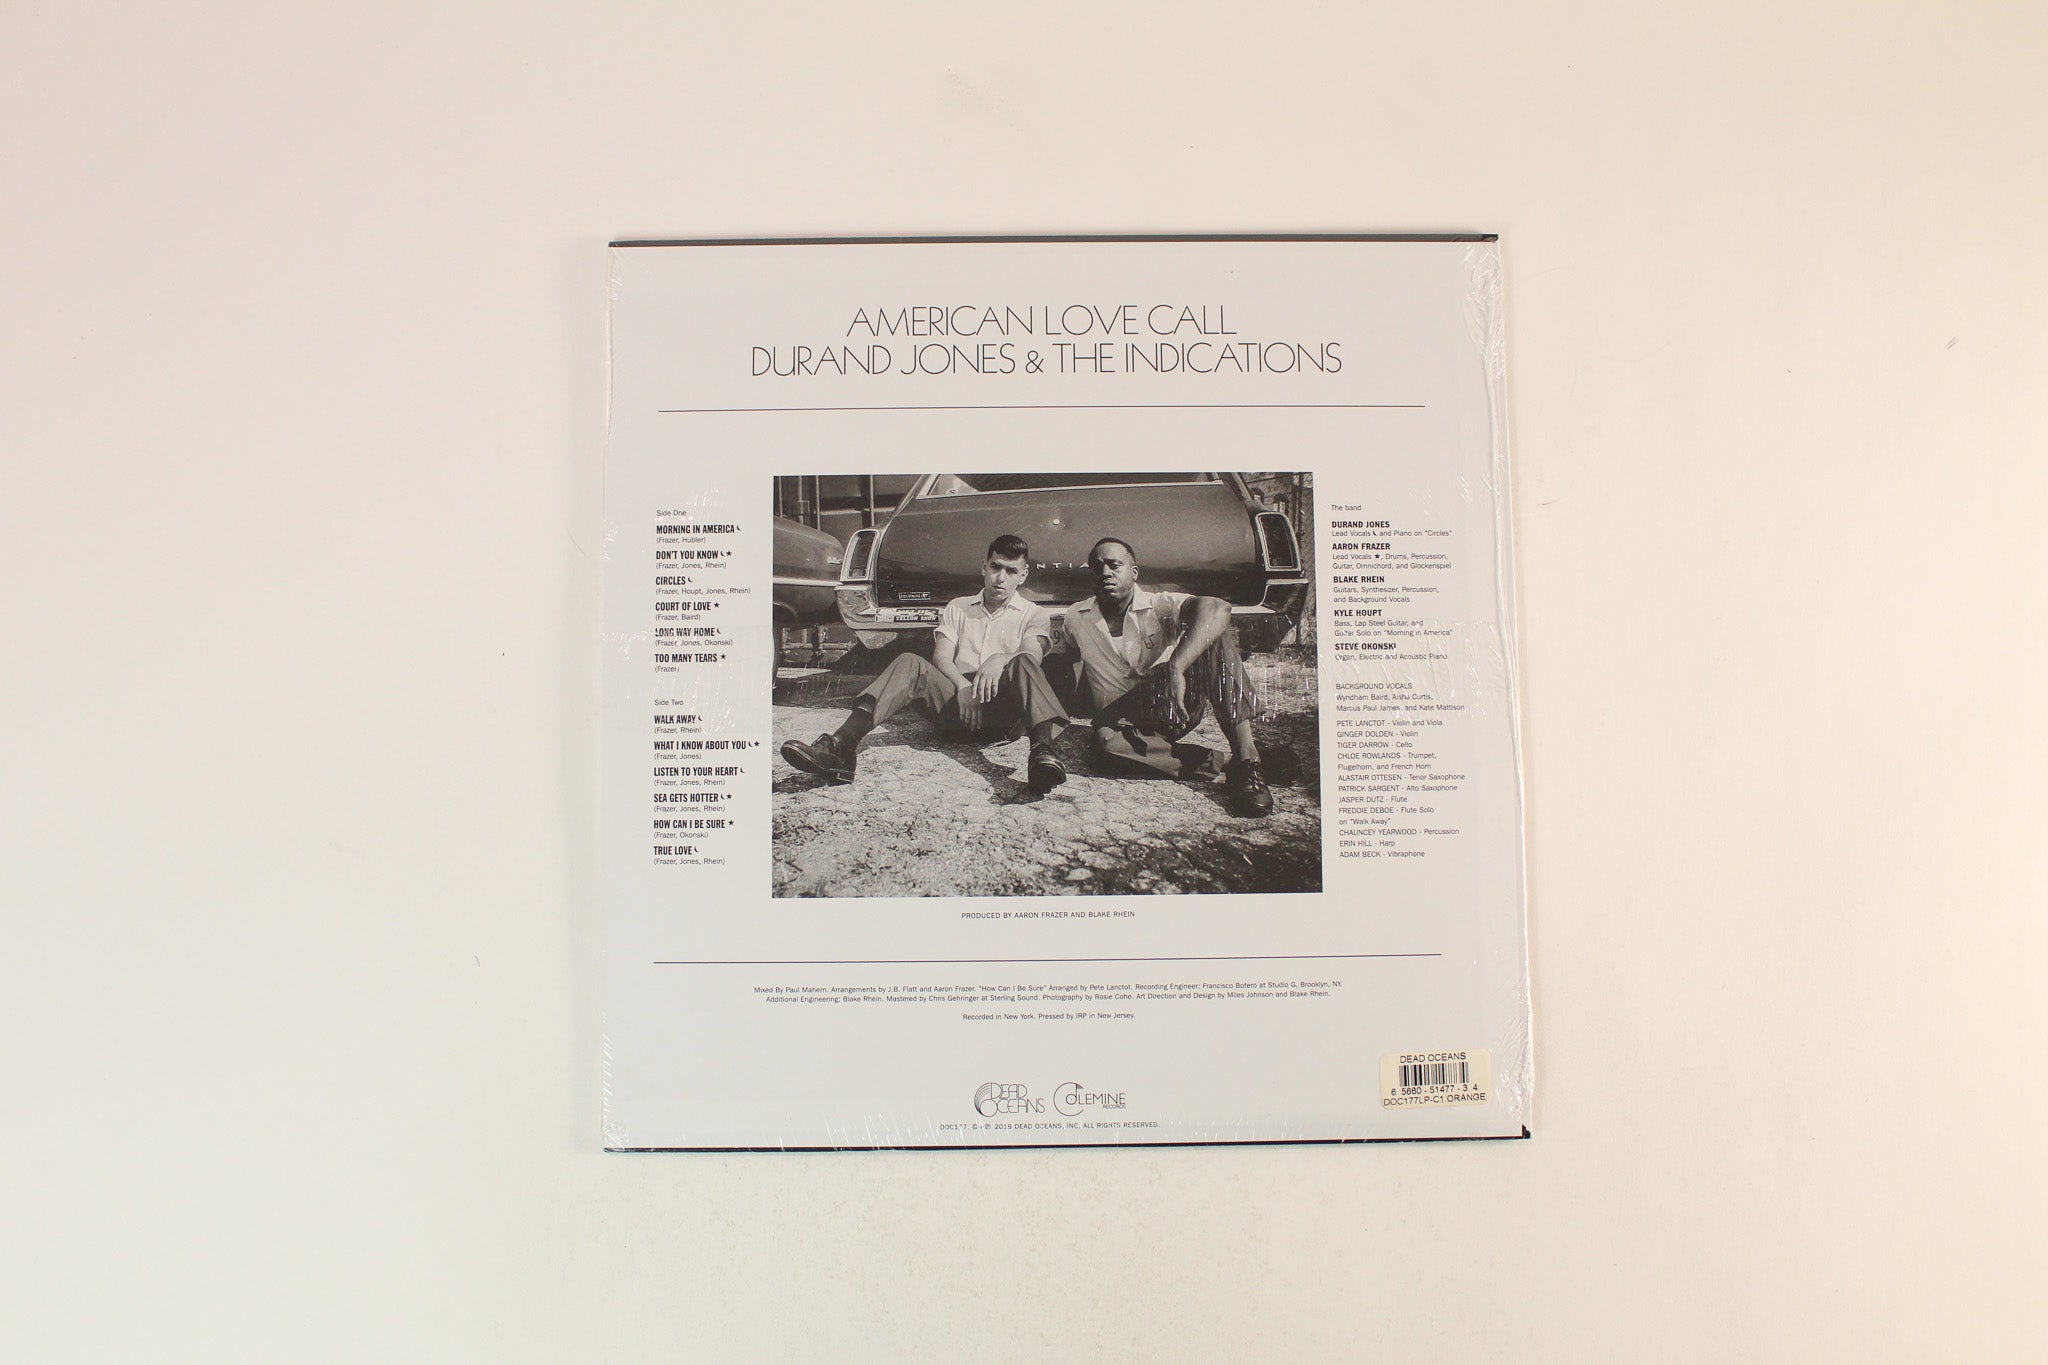 AMERICAN LOVE CALL
DURAND JONES & THE INDICATIONS
Side One
MORNING IN AMERICA ⏾
(Frazer, Hubler)
DON'T YOU KNOW ⏾ ★
(Frazer, Jones, Rhein)
CIRCLES ⏾
(Frazer, Houpt, Jones, Rhein)
COURT OF LOVE ★
(Frazer, Baird)
LONG WAY HOME ⏾
(Frazer, Jones, Okonski)
TOO MANY TEARS ★
(Frazer)
Side Two
WALK AWAY ⏾
(Frazer, Rhein)
WHAT I KNOW ABOUT YOU ⏾ ★
(Frazer, Jones)
LISTEN TO YOUR HEART ⏾
(Frazer, Jones, Rhein)
SEA GETS HOTTER ⏾ ★
(Frazer, Jones, Rhein)
HOW CAN I BE SURE ★
(Frazer, Okonski)
TRUE LOVE ⏾
(Frazer, Jones, Rhein)
NTIA
YELLOW SNOW
The band
DURAND JONES
Lead Vocals ⏾ and Piano on "Circles"
AARON FRAZER
Lead Vocals ★, Drums, Percussion,
Guitar, Omnichord, and Glockenspiel
BLAKE RHEIN
Guitars, Synthesizer, Percussion,
and Background Vocals
KYLE HOUPT
Bass, Lap Steel Guitar, and
Guitar Solo on "Morning in America"
STEVE OKONSKI
Organ, Electric and Acoustic Piano
BACKGROUND VOCALS
Wyndham Baird, Aisha Curtis,
Marcus Paul James, and Kate Mattison
PETE LANCTOT - Violin and Viola
GINGER DOLDEN - Violin
TIGER DARROW - Cello
CHLOE ROWLANDS - Trumpet,
Flugelhorn, and French Horn
ALASTAIR OTTESEN - Tenor Saxophone
PATRICK SARGENT - Alto Saxophone
JASPER DUTZ - Flute
FREDDIE DEBOE - Flute Solo
on "Walk Away"
CHAUNCEY YEARWOOD - Percussion
ERIN HILL - Harp
ADAM BECK - Vibraphone
PRODUCED BY AARON FRAZER AND BLAKE RHEIN
Mixed By Paul Mahern. Arrangements by J.B. Flatt and Aaron Frazer. "How Can I Be Sure" Arranged by Pete Lanctot. Recording Engineer: Francisco Botero at Studio G, Brooklyn, NY.
Additional Engineering: Blake Rhein. Mastered by Chris Gehringer at Sterling Sound. Photography by Rosie Cohe. Art Direction and Design by Miles Johnson and Blake Rhein.
Recorded in New York. Pressed by IRP in New Jersey.
DEAD OCEANS
COLEMINE RECORDS
DOC177. © + ℗ 2019 DEAD OCEANS, INC. ALL RIGHTS RESERVED.
DEAD OCEANS
6 56605-51477-3 4
DOC177LP-C1 ORANGE